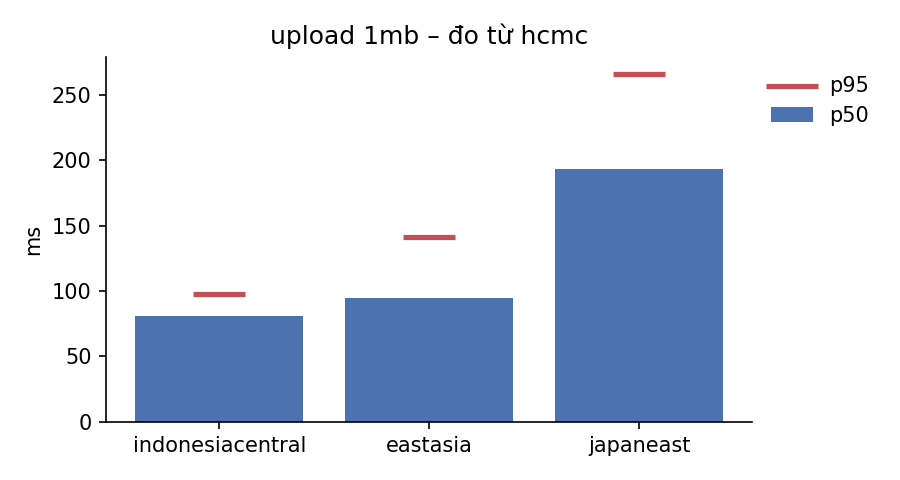 upload 1mb – đo từ hcmc
p95
p50
ms
250
200
150
100
50
0
indonesiacentral eastasia japaneast